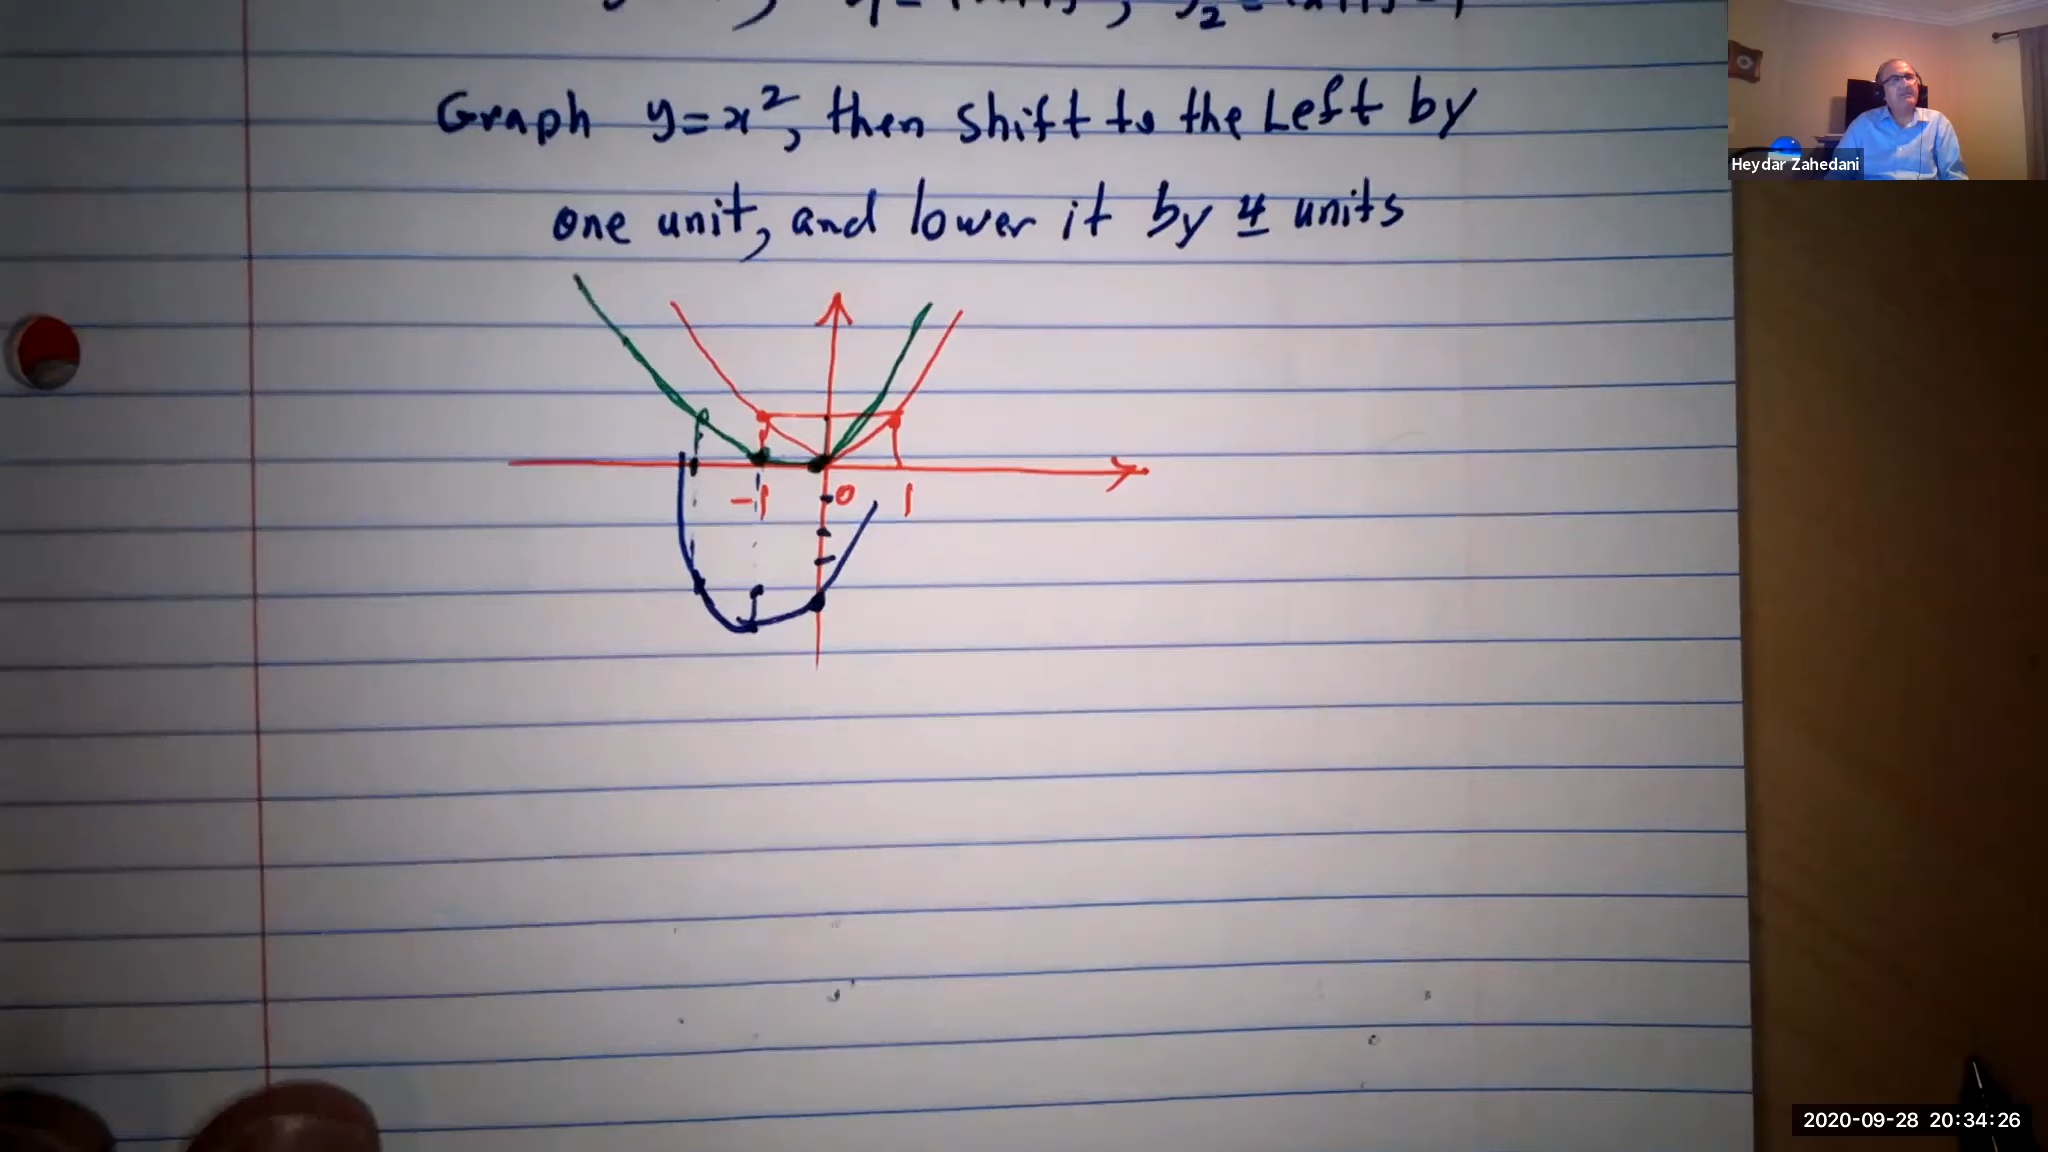 Graph y=x², then shift to the Left by
one unit, and lower it by 4 units
-1 0 1
Heydar Zahedani
2020-09-28 20:34:26